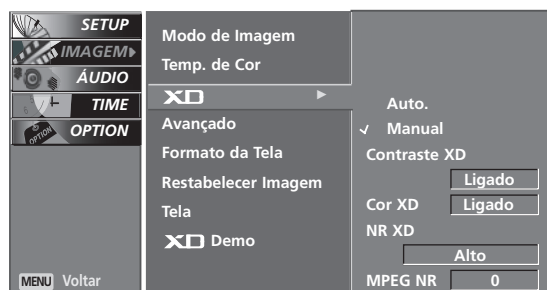 SETUP
IMAGEM
ÁUDIO
TIME
OPTION
MENU Voltar
Modo de Imagem
Temp. de Cor
XD
Avançado
Formato da Tela
Restabelecer Imagem
Tela
XD Demo
Auto.
✓ Manual
Contraste XD
Ligado
Cor XD Ligado
NR XD
Alto
MPEG NR 0